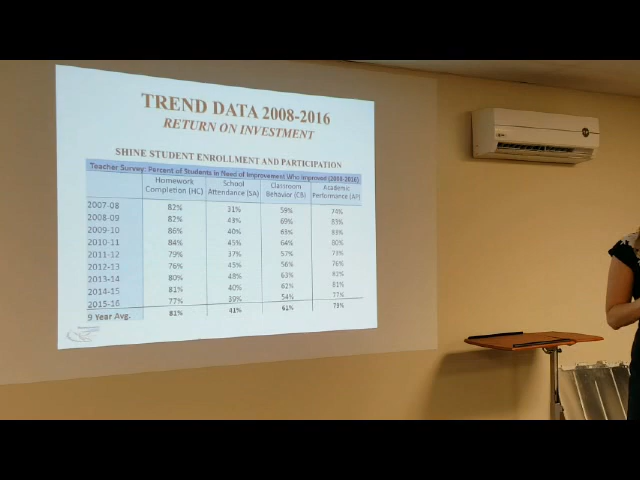 TREND DATA 2008-2016
RETURN ON INVESTMENT
SHINE STUDENT ENROLLMENT AND PARTICIPATION
Teacher Survey: Percent of Students in Need of Improvement Who Improved (2008-2016)
Homework Completion (HC) School Attendance (SA) Classroom Behavior (CB) Academic Performance (AP)
2007-08 82% 31% 59% 74%
2008-09 82% 43% 69% 83%
2009-10 86% 40% 65% 83%
2010-11 84% 45% 64% 80%
2011-12 79% 37% 57% 73%
2012-13 76% 45% 56% 76%
2013-14 80% 48% 63% 82%
2014-15 81% 40% 62% 81%
2015-16 77% 39% 54% 77%
9 Year Avg. 81% 41% 61% 79%